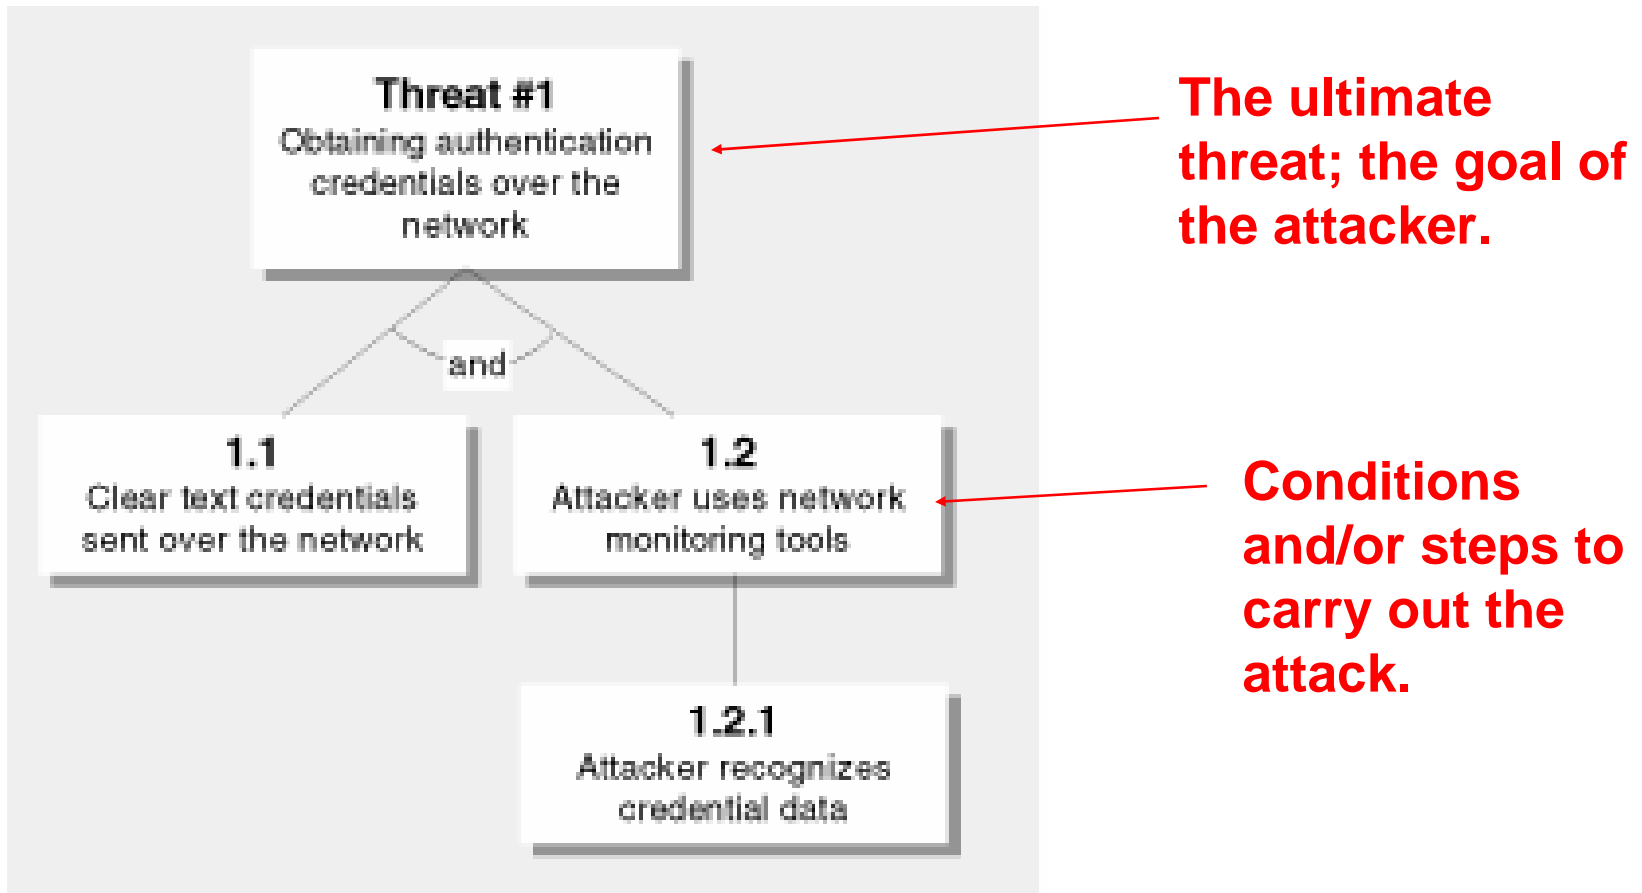 Threat #1
Obtaining authentication
credentials over the
network
The ultimate
threat; the goal of
the attacker.
and
1.1
Clear text credentials
sent over the network
1.2
Attacker uses network
monitoring tools
Conditions
and/or steps to
carry out the
attack.
1.2.1
Attacker recognizes
credential data